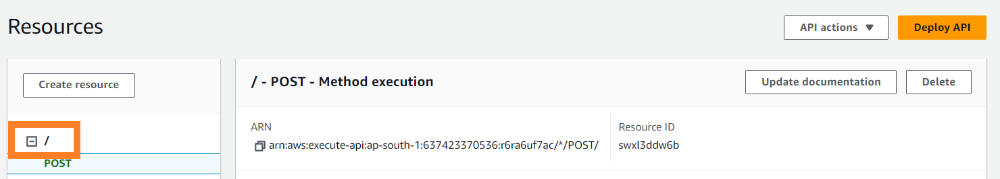 Resources
API actions ▼
Deploy API
Create resource
/
POST
/ - POST - Method execution
Update documentation
Delete
ARN
arn:aws:execute-api:ap-south-1:637423370536:r6ra6uf7ac/*/POST/
Resource ID
swxl3ddw6b